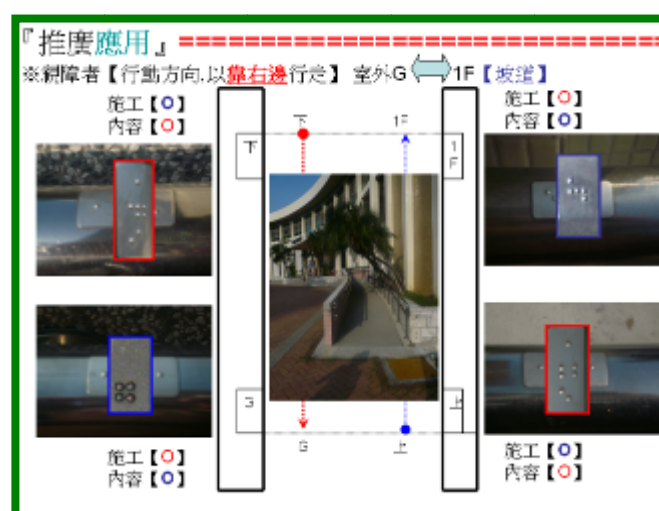 『推廣應用』
※視障者【行動方向,以靠右邊行走】 室外G 1F【坡道】
施工【O】
內容【O】
施工【O】
內容【O】
下
1F
下
1F
G
上
G
上
施工【O】
內容【O】
施工【O】
內容【O】